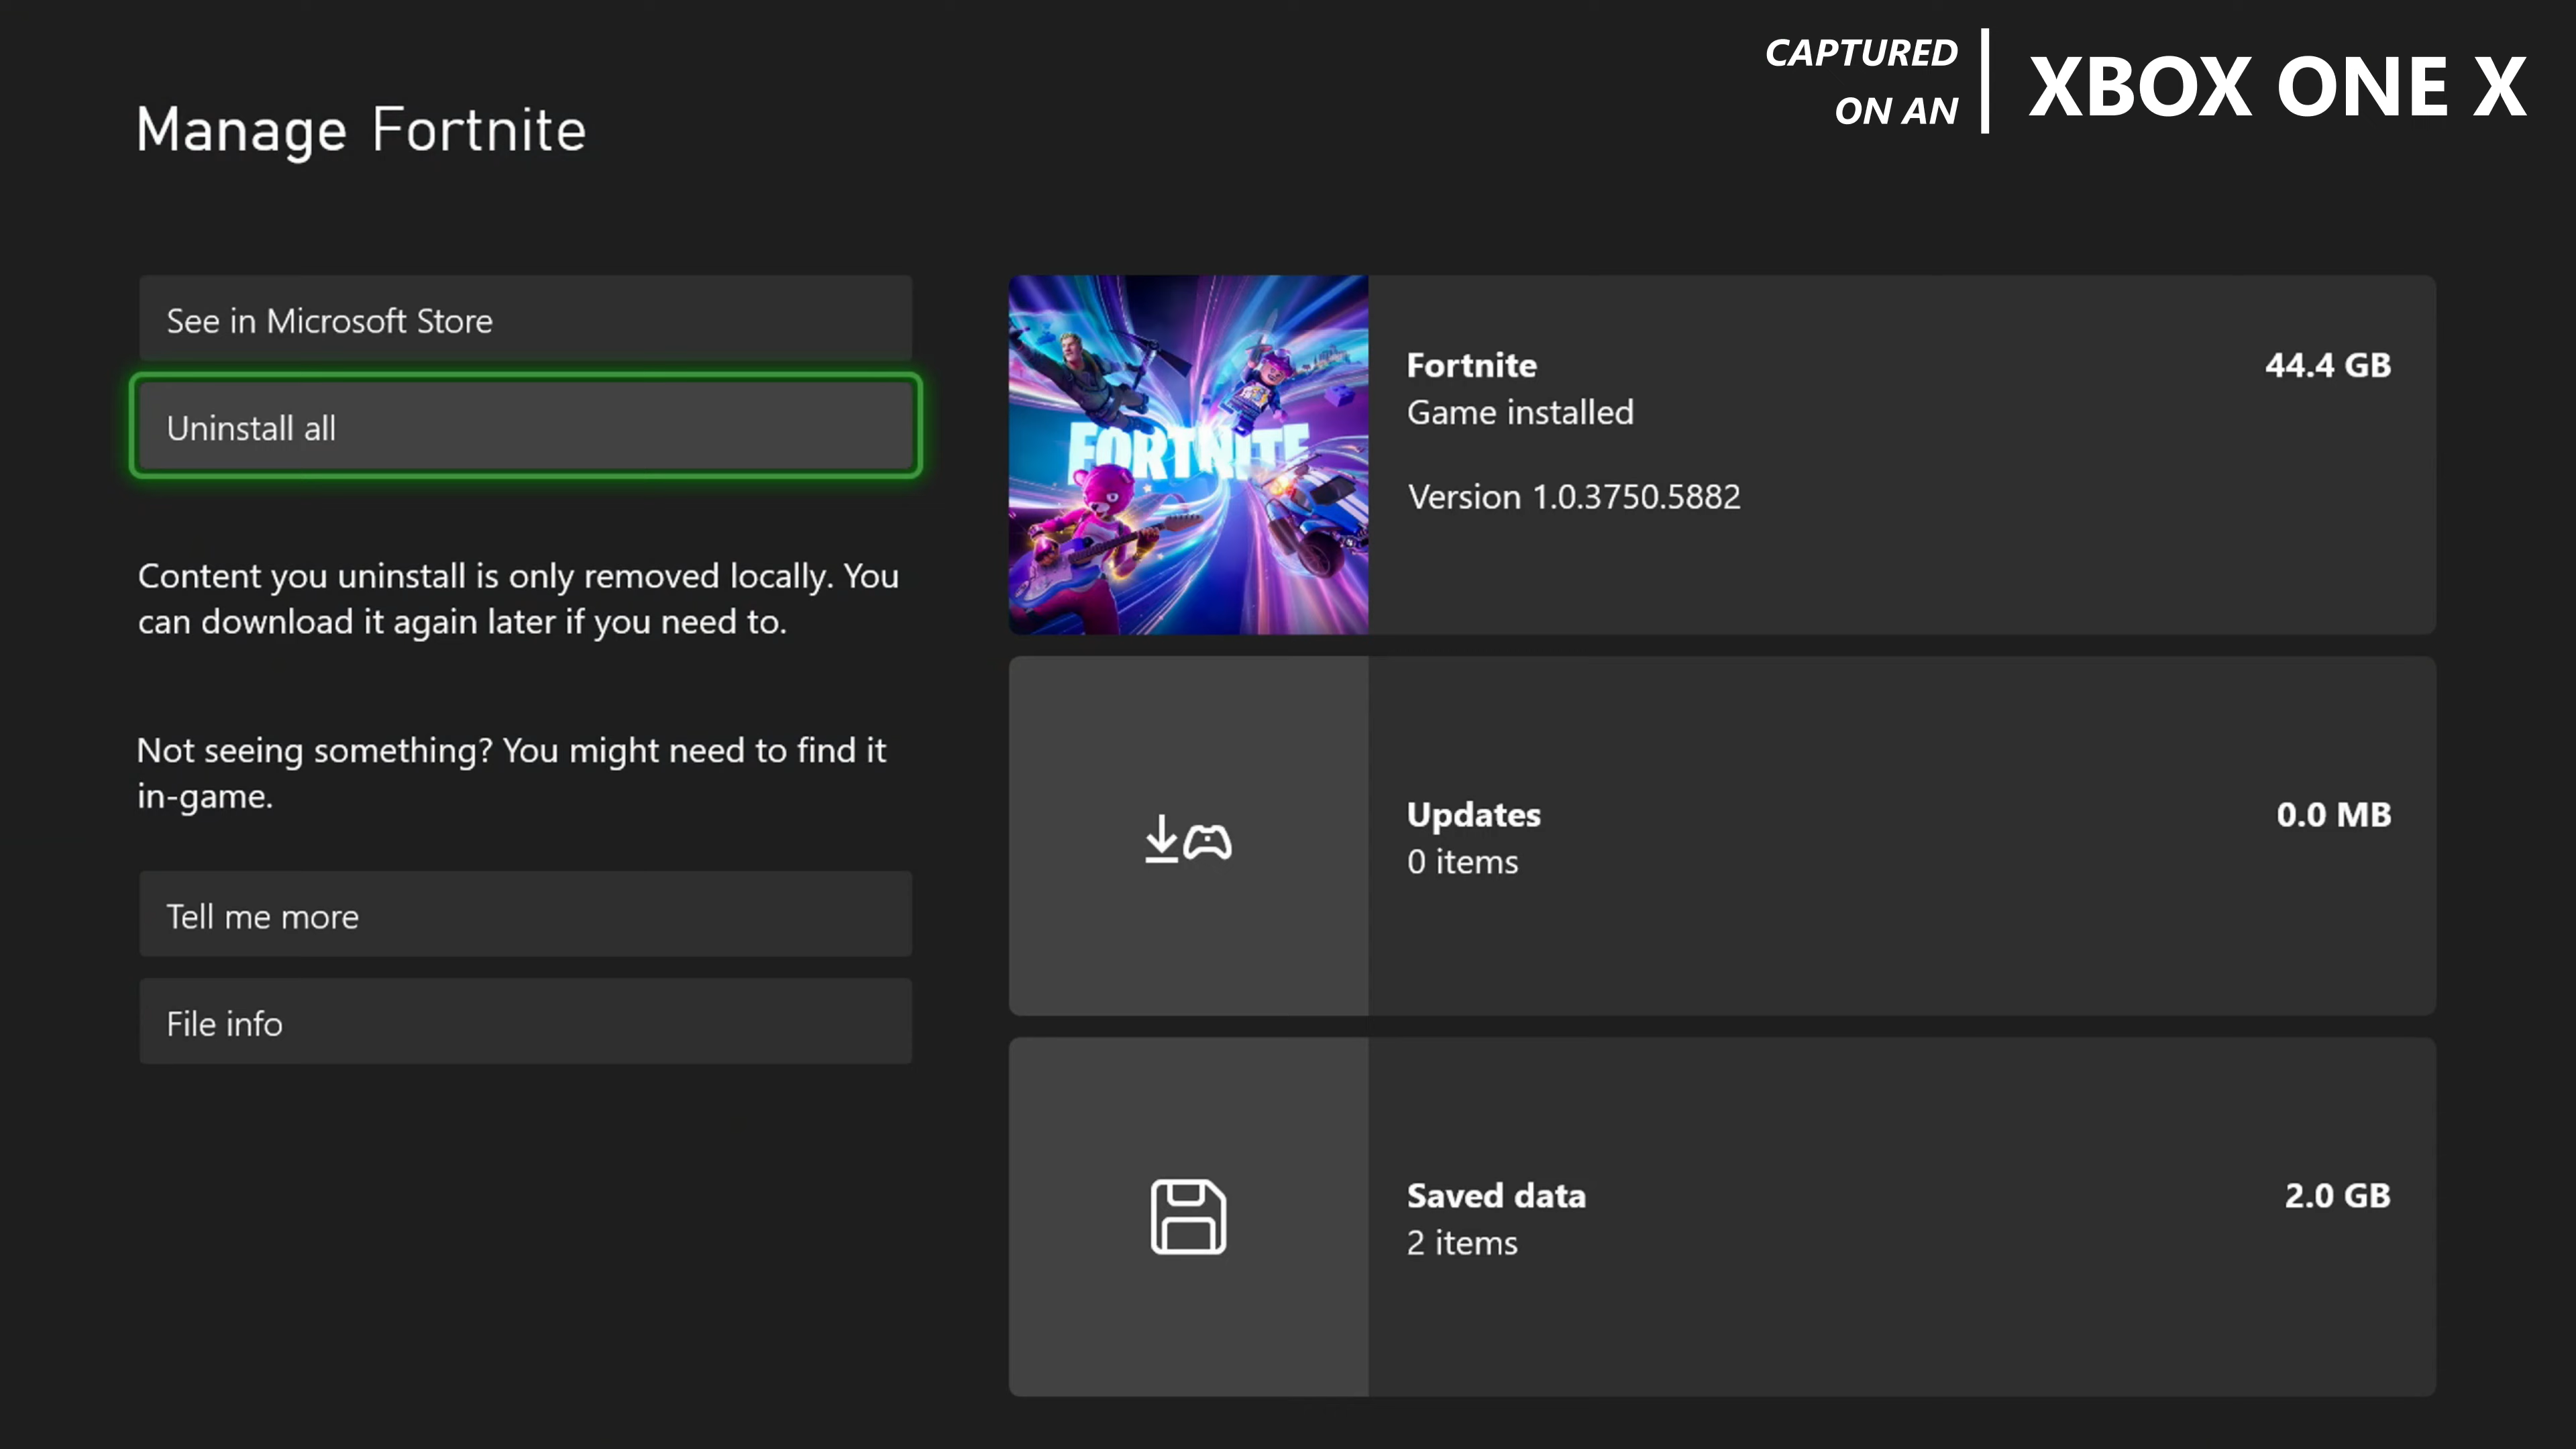 CAPTURED
ON AN
XBOX ONE X
Manage Fortnite
See in Microsoft Store
Uninstall all
Content you uninstall is only removed locally. You
can download it again later if you need to.
Not seeing something? You might need to find it
in-game.
Tell me more
File info
FORTNITE
Fortnite
44.4 GB
Game installed
Version 1.0.3750.5882
Updates
0.0 MB
0 items
Saved data
2.0 GB
2 items